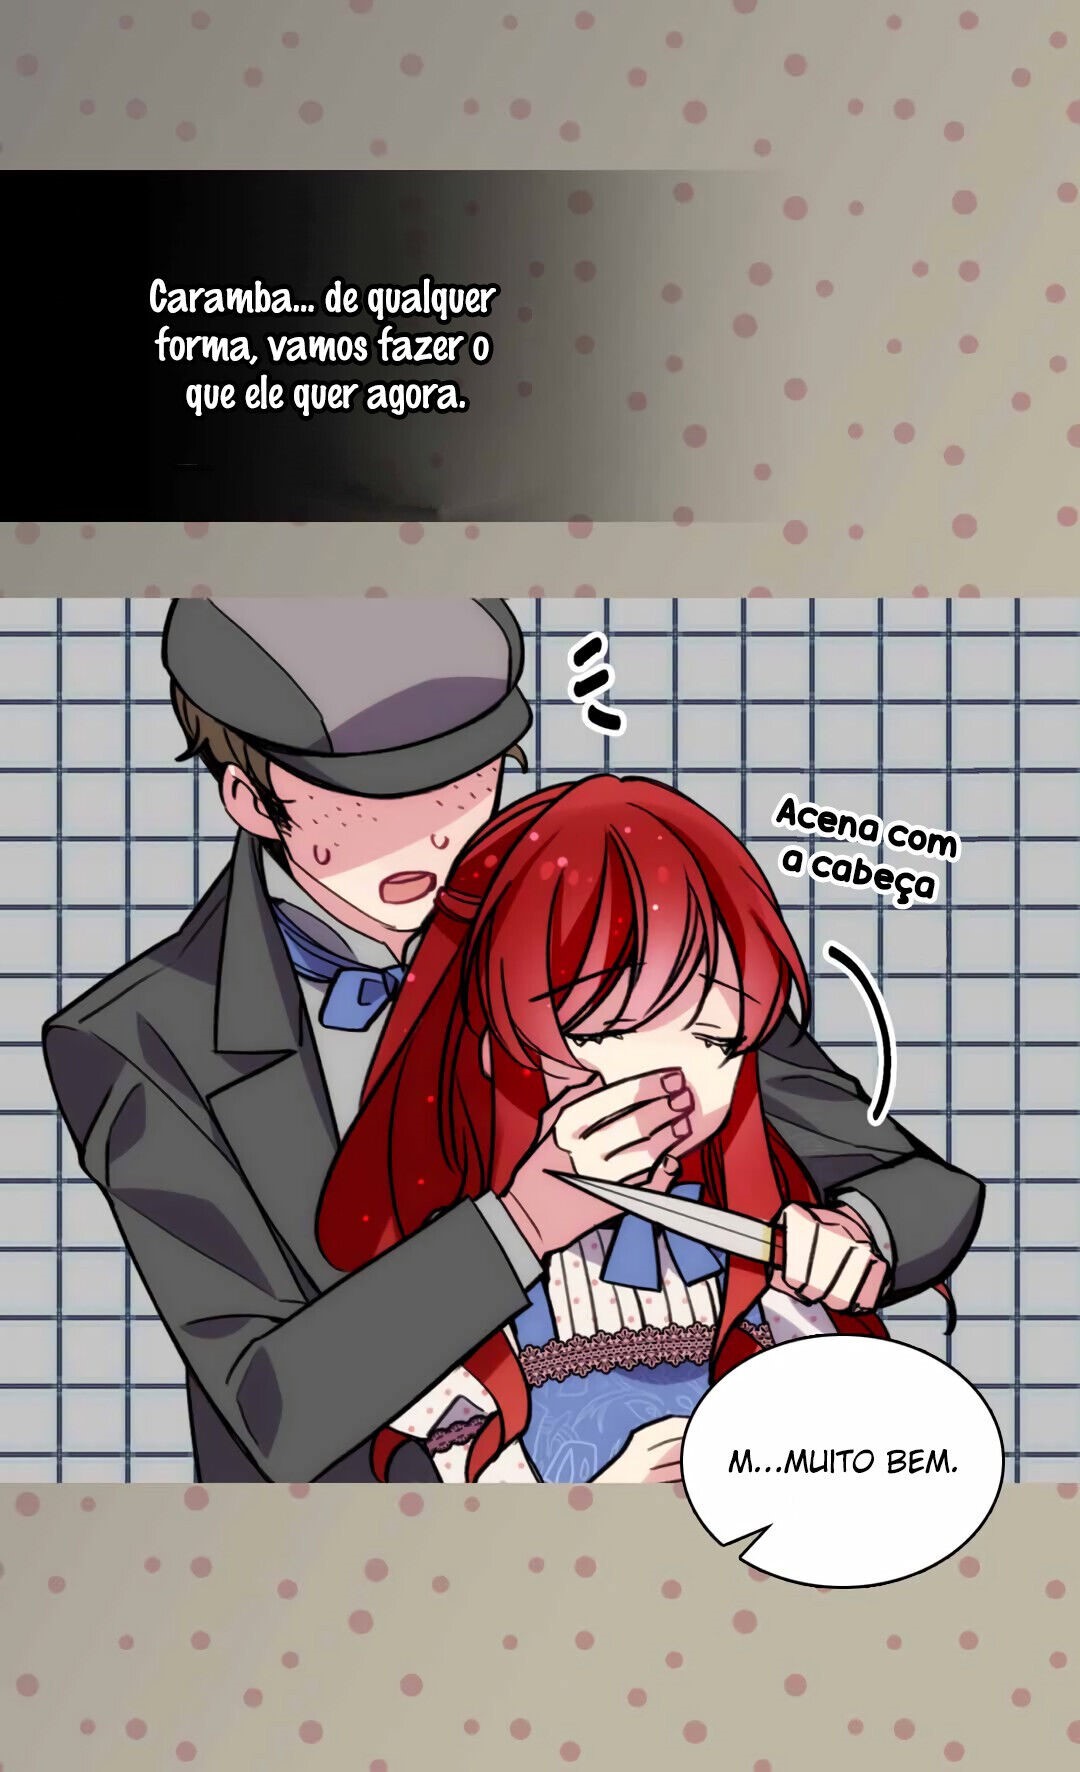 Caramba... de qualquer
forma, vamos fazer o
que ele quer agora.
Acena com
a cabeça
M...MUITO BEM.